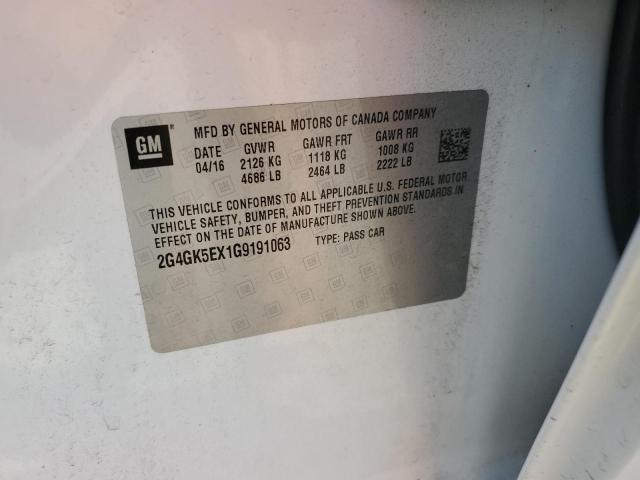 GM
MFD BY GENERAL MOTORS OF CANADA COMPANY
DATE GVWR GAWR FRT GAWR RR
04/16 2126 KG 1118 KG 1008 KG
4686 LB 2464 LB 2222 LB
THIS VEHICLE CONFORMS TO ALL APPLICABLE U.S. FEDERAL MOTOR
VEHICLE SAFETY, BUMPER, AND THEFT PREVENTION STANDARDS IN
EFFECT ON THE DATE OF MANUFACTURE SHOWN ABOVE.
2G4GK5EX1G9191063 TYPE: PASS CAR